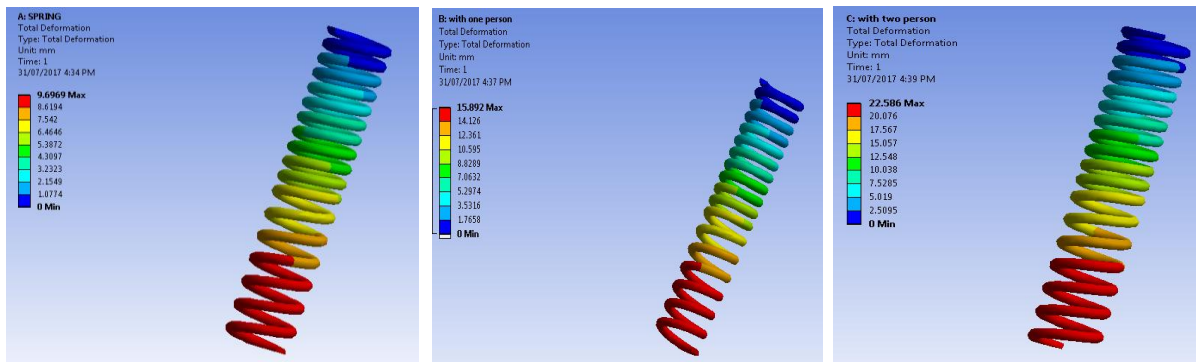 A: SPRING
Total Deformation
Type: Total Deformation
Unit: mm
Time: 1
31/07/2017 4:34 PM
9.6969 Max
8.6194
7.542
6.4646
5.3872
4.3097
3.2323
2.1549
1.0774
0 Min
B: with one person
Total Deformation
Type: Total Deformation
Unit: mm
Time: 1
31/07/2017 4:37 PM
15.892 Max
14.126
12.361
10.595
8.8289
7.0632
5.2974
3.5316
1.7658
0 Min
C: with two person
Total Deformation
Type: Total Deformation
Unit: mm
Time: 1
31/07/2017 4:39 PM
22.586 Max
20.076
17.567
15.057
12.548
10.038
7.5285
5.019
2.5095
0 Min